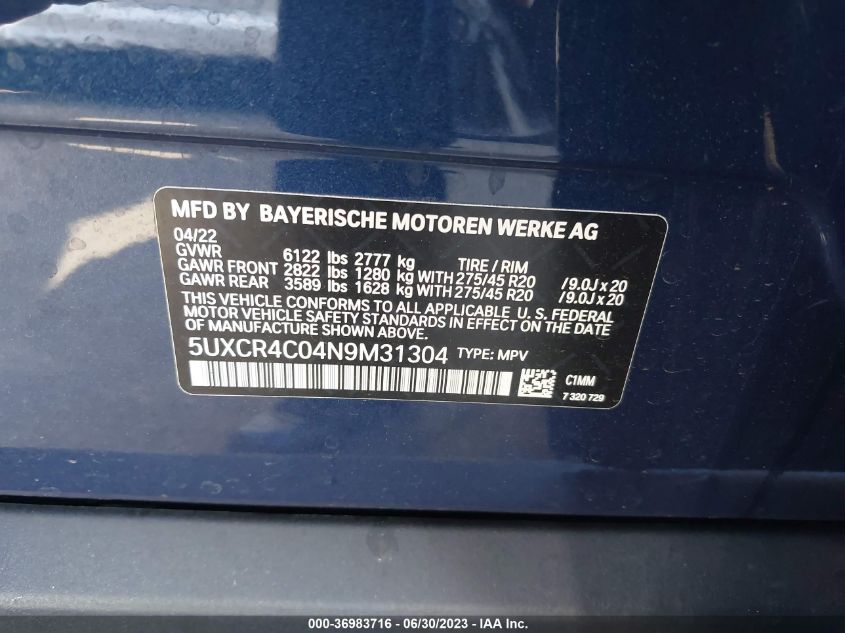 MFD BY BAYERISCHE MOTOREN WERKE AG
04/22
GVWR 6122 lbs 2777 kg TIRE / RIM
GAWR FRONT 2822 lbs 1280 kg WITH 275/45 R20 /9.0J x 20
GAWR REAR 3589 lbs 1628 kg WITH 275/45 R20 /9.0J x 20
THIS VEHICLE CONFORMS TO ALL APPLICABLE U. S. FEDERAL
MOTOR VEHICLE SAFETY STANDARDS IN EFFECT ON THE DATE
OF MANUFACTURE SHOWN ABOVE.
5UXCR4C04N9M31304 TYPE: MPV
C1MM
7 320 729
000-36983716 - 06/30/2023 - IAA Inc.